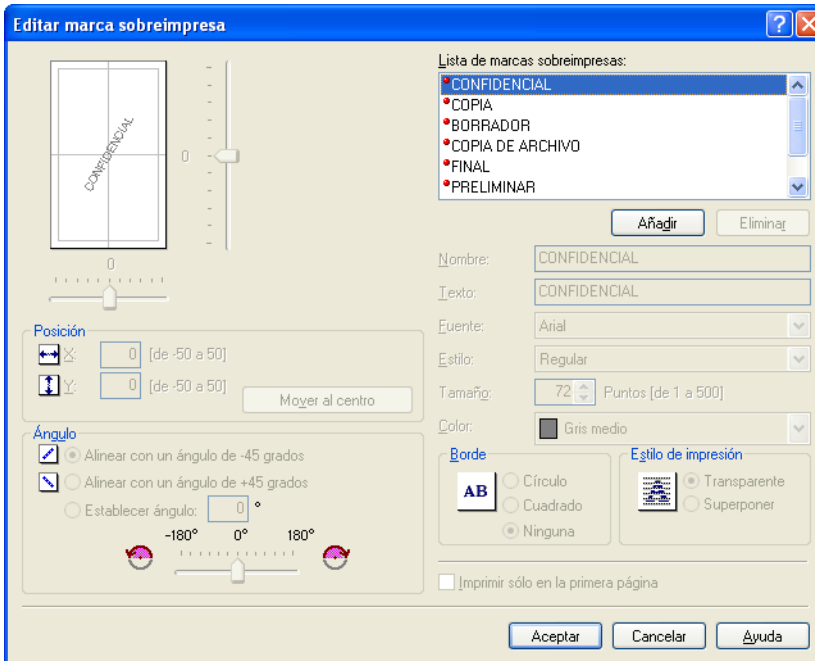 Editar marca sobreimpresa
CONFIDENCIAL
0
0
Lista de marcas sobreimpresas:
CONFIDENCIAL
COPIA
BORRADOR
COPIA DE ARCHIVO
FINAL
PRELIMINAR
Añadir Eliminar
Nombre: CONFIDENCIAL
Texto: CONFIDENCIAL
Fuente: Arial
Estilo: Regular
Tamaño: 72 Puntos [de 1 a 500]
Color: Gris medio
Posición
X: 0 [de -50 a 50]
Y: 0 [de -50 a 50]
Mover al centro
Ángulo
Alinear con un ángulo de -45 grados
Alinear con un ángulo de +45 grados
Establecer ángulo: 0 °
-180° 0° 180°
Borde
AB
Círculo
Cuadrado
Ninguna
Estilo de impresión
Transparente
Superponer
Imprimir sólo en la primera página
Aceptar Cancelar Ayuda